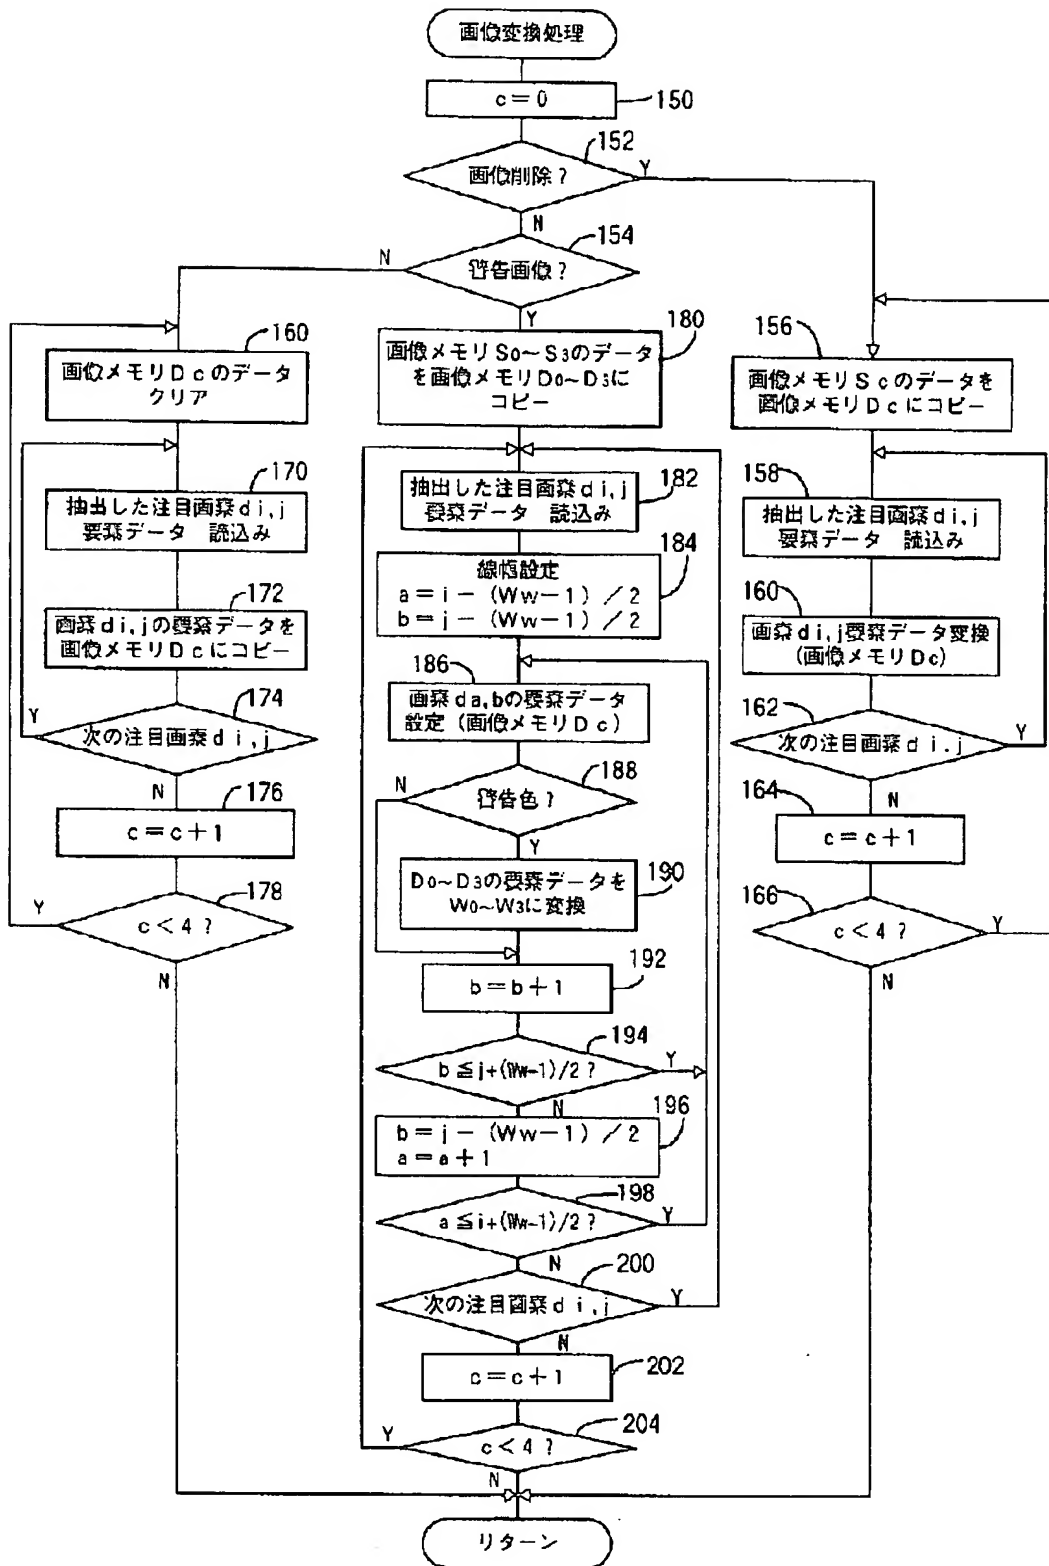 画像変換処理
c=0
150
152
画像削除?
Y
N
154
警告画像?
N
Y
160
画像メモリDcのデータ
クリア
170
抽出した注目画素di,j
要素データ 読込み
172
画素di,jの要素データを
画像メモリDcにコピー
174
Y
次の注目画素di,j
N
176
c=c+1
178
Y
c<4?
N
180
画像メモリS0~S3のデータ
を画像メモリD0~D3に
コピー
182
抽出した注目画素di,j
要素データ 読込み
184
線幅設定
a=i-(Ww-1)/2
b=j-(Ww-1)/2
186
画素da,bの要素データ
設定(画像メモリDc)
188
N
警告色?
Y
190
D0~D3の要素データを
W0~W3に変換
192
b=b+1
194
b≦j+(Ww-1)/2?
Y
N
196
b=j-(Ww-1)/2
a=a+1
198
a≦i+(Ww-1)/2?
Y
N
200
次の注目画素di,j
Y
N
c=c+1
202
204
Y
c<4?
N
156
画像メモリScのデータを
画像メモリDcにコピー
158
抽出した注目画素di,j
要素データ 読込み
160
画素di,j要素データ変換
(画像メモリDc)
162
次の注目画素di,j
Y
N
164
c=c+1
166
c<4?
Y
N
リターン